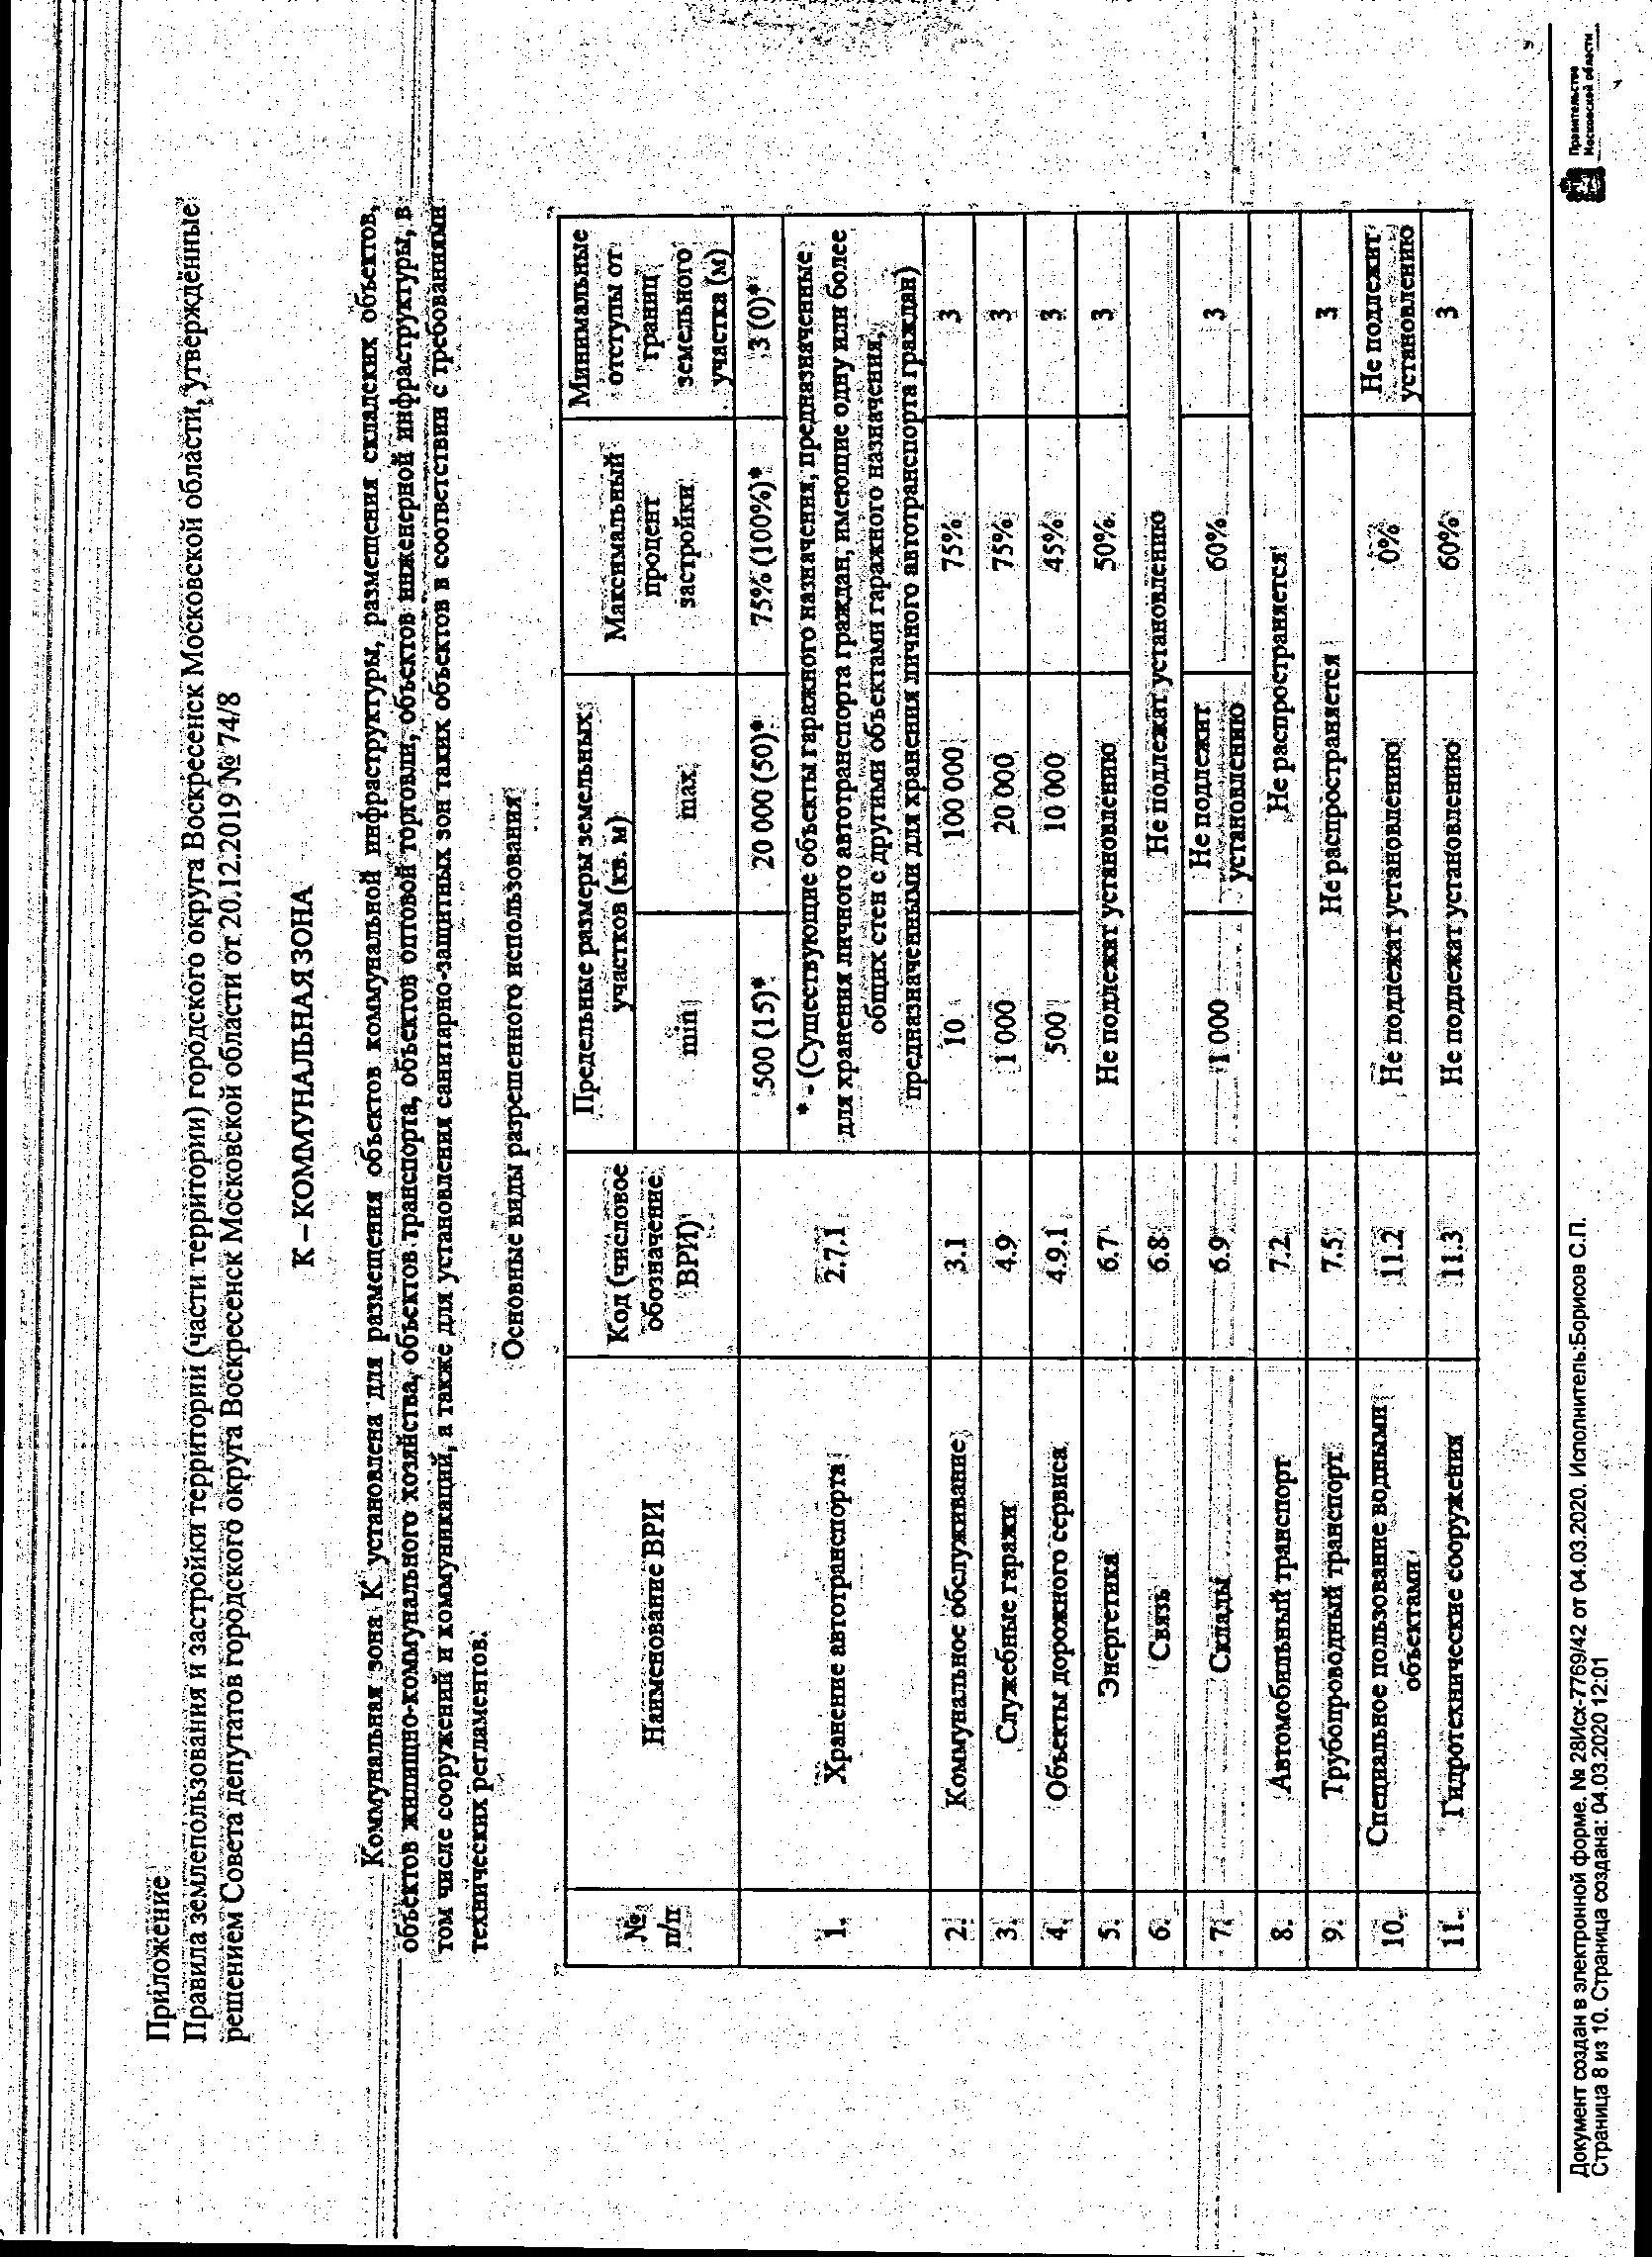 Приложение
Правила землепользования и застройки территории (части территории) городского округа Воскресенск Московской области, утверждённые
решением Совета депутатов городского округа Воскресенск Московской области от 20.12.2019 № 74/8
К – КОММУНАЛЬНАЯ ЗОНА
Коммунальная зона К установлена для размещения объектов коммунальной инфраструктуры, размещения складских объектов,
объектов жилищно-коммунального хозяйства, объектов транспорта, объектов оптовой торговли, объектов инженерной инфраструктуры, в
том числе сооружений и коммуникаций, а также для установления санитарно-защитных зон таких объектов в соответствии с требованиями
технических регламентов.
Основные виды разрешенного использования
№ п/п
Наименование ВРИ
Код (числовое обозначение ВРИ)
Предельные размеры земельных участков (кв. м)
min
max
Максимальный процент застройки
Минимальные отступы от границ земельного участка (м)
1. Хранение автотранспорта 2.7.1 500 (15)* 20 000 (50)* 75% (100%)* 3 (0)*
* - (Существующие объекты гаражного назначения, предназначенные
для хранения личного автотранспорта граждан, имеющие одну или более
общих стен с другими объектами гаражного назначения,
предназначенными для хранения личного автотранспорта граждан)
2. Коммунальное обслуживание 3.1 10 100 000 75% 3
3. Служебные гаражи 4.9 1 000 20 000 75% 3
4. Объекты дорожного сервиса 4.9.1 500 10 000 45% 3
5. Энергетика 6.7 Не подлежат установлению 50% 3
6. Связь 6.8 Не подлежат установлению
7. Склады 6.9 1 000 Не подлежит установлению 60% 3
8. Автомобильный транспорт 7.2 Не распространяется
9. Трубопроводный транспорт 7.5 Не распространяется 3
10. Специальное пользование водными объектами 11.2 Не подлежат установлению 0% Не подлежит установлению
11. Гидротехнические сооружения 11.3 Не подлежат установлению 60% 3
Документ создан в электронной форме. № 28Исх-7769/42 от 04.03.2020. Исполнитель:Борисов С.П.
Страница 8 из 10. Страница создана: 04.03.2020 12:01
Правительство
Московской области